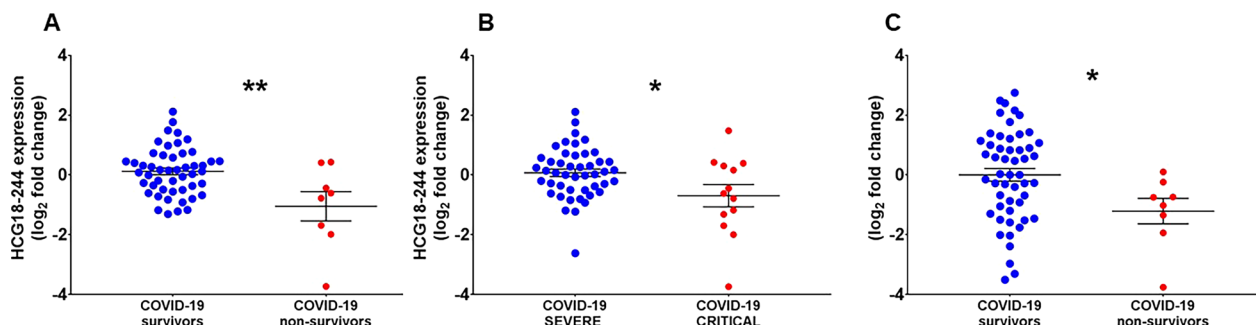 A
HCG18-244 expression
(log2 fold change)
4
2
0
-2
-4
**
COVID-19
survivors
COVID-19
non-survivors
B
HCG18-244 expression
(log2 fold change)
4
2
0
-2
-4
*
COVID-19
SEVERE
COVID-19
CRITICAL
C
(log2 fold change)
4
2
0
-2
-4
*
COVID-19
survivors
COVID-19
non-survivors